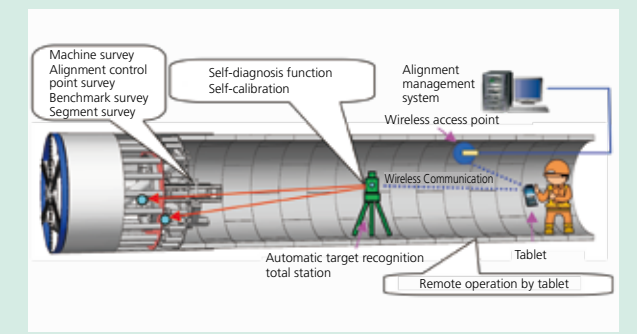 Machine survey
Alignment control
point survey
Benchmark survey
Segment survey
Self-diagnosis function
Self-calibration
Alignment
management
system
Wireless access point
Wireless Communication
Automatic target recognition
total station
Tablet
Remote operation by tablet